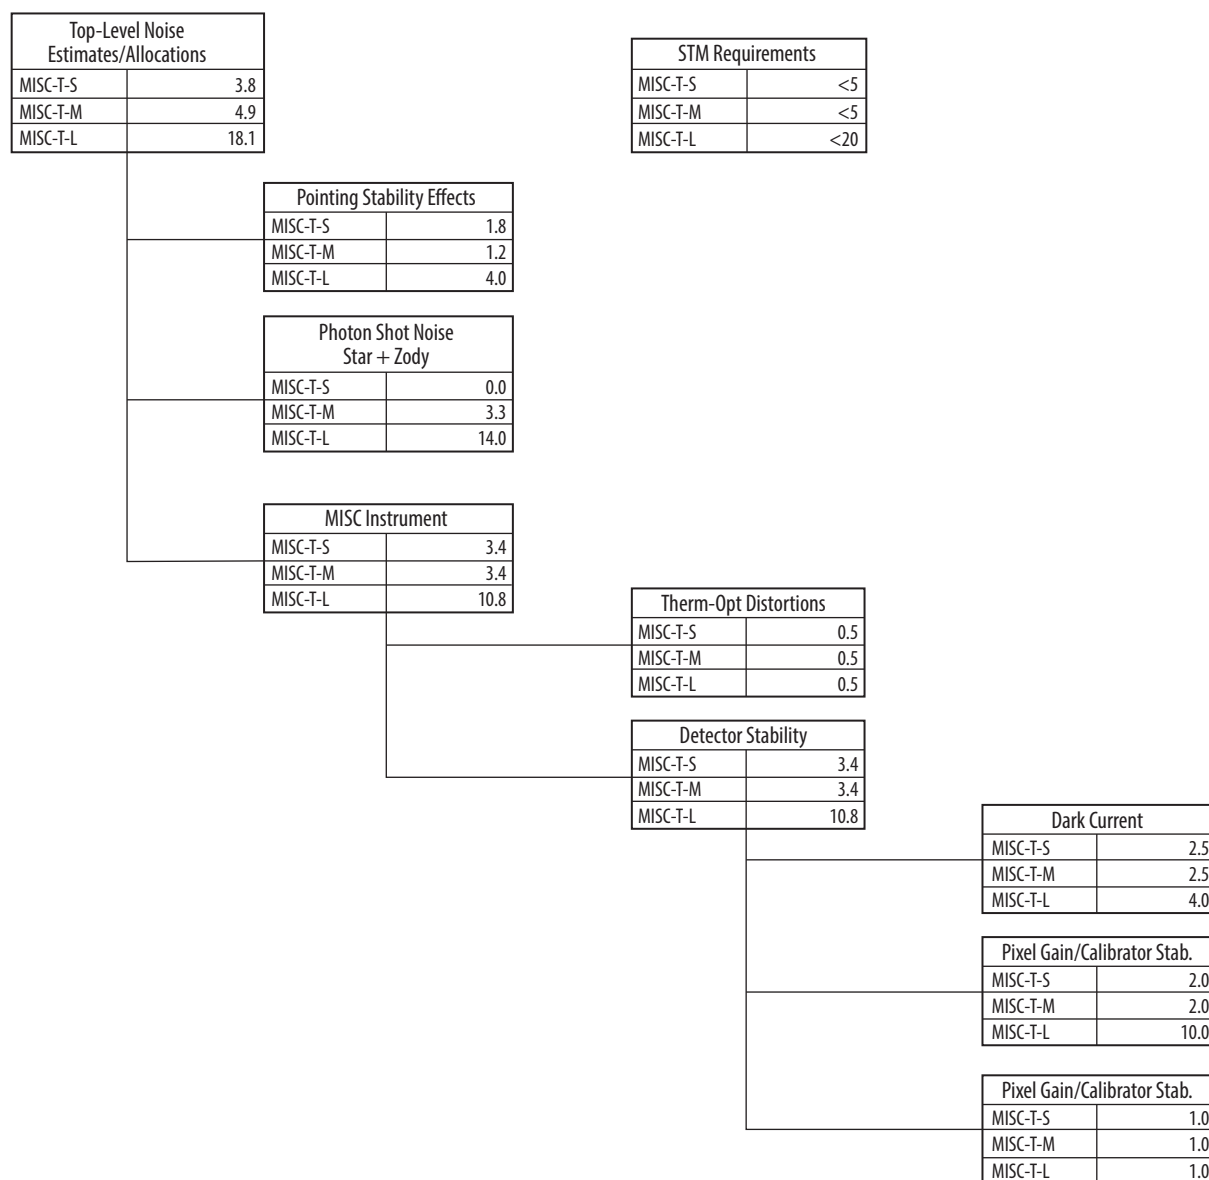 Top-Level Noise
Estimates/Allocations
MISC-T-S 3.8
MISC-T-M 4.9
MISC-T-L 18.1
STM Requirements
MISC-T-S <5
MISC-T-M <5
MISC-T-L <20
Pointing Stability Effects
MISC-T-S 1.8
MISC-T-M 1.2
MISC-T-L 4.0
Photon Shot Noise
Star + Zody
MISC-T-S 0.0
MISC-T-M 3.3
MISC-T-L 14.0
MISC Instrument
MISC-T-S 3.4
MISC-T-M 3.4
MISC-T-L 10.8
Therm-Opt Distortions
MISC-T-S 0.5
MISC-T-M 0.5
MISC-T-L 0.5
Detector Stability
MISC-T-S 3.4
MISC-T-M 3.4
MISC-T-L 10.8
Dark Current
MISC-T-S 2.5
MISC-T-M 2.5
MISC-T-L 4.0
Pixel Gain/Calibrator Stab.
MISC-T-S 2.0
MISC-T-M 2.0
MISC-T-L 10.0
Pixel Gain/Calibrator Stab.
MISC-T-S 1.0
MISC-T-M 1.0
MISC-T-L 1.0